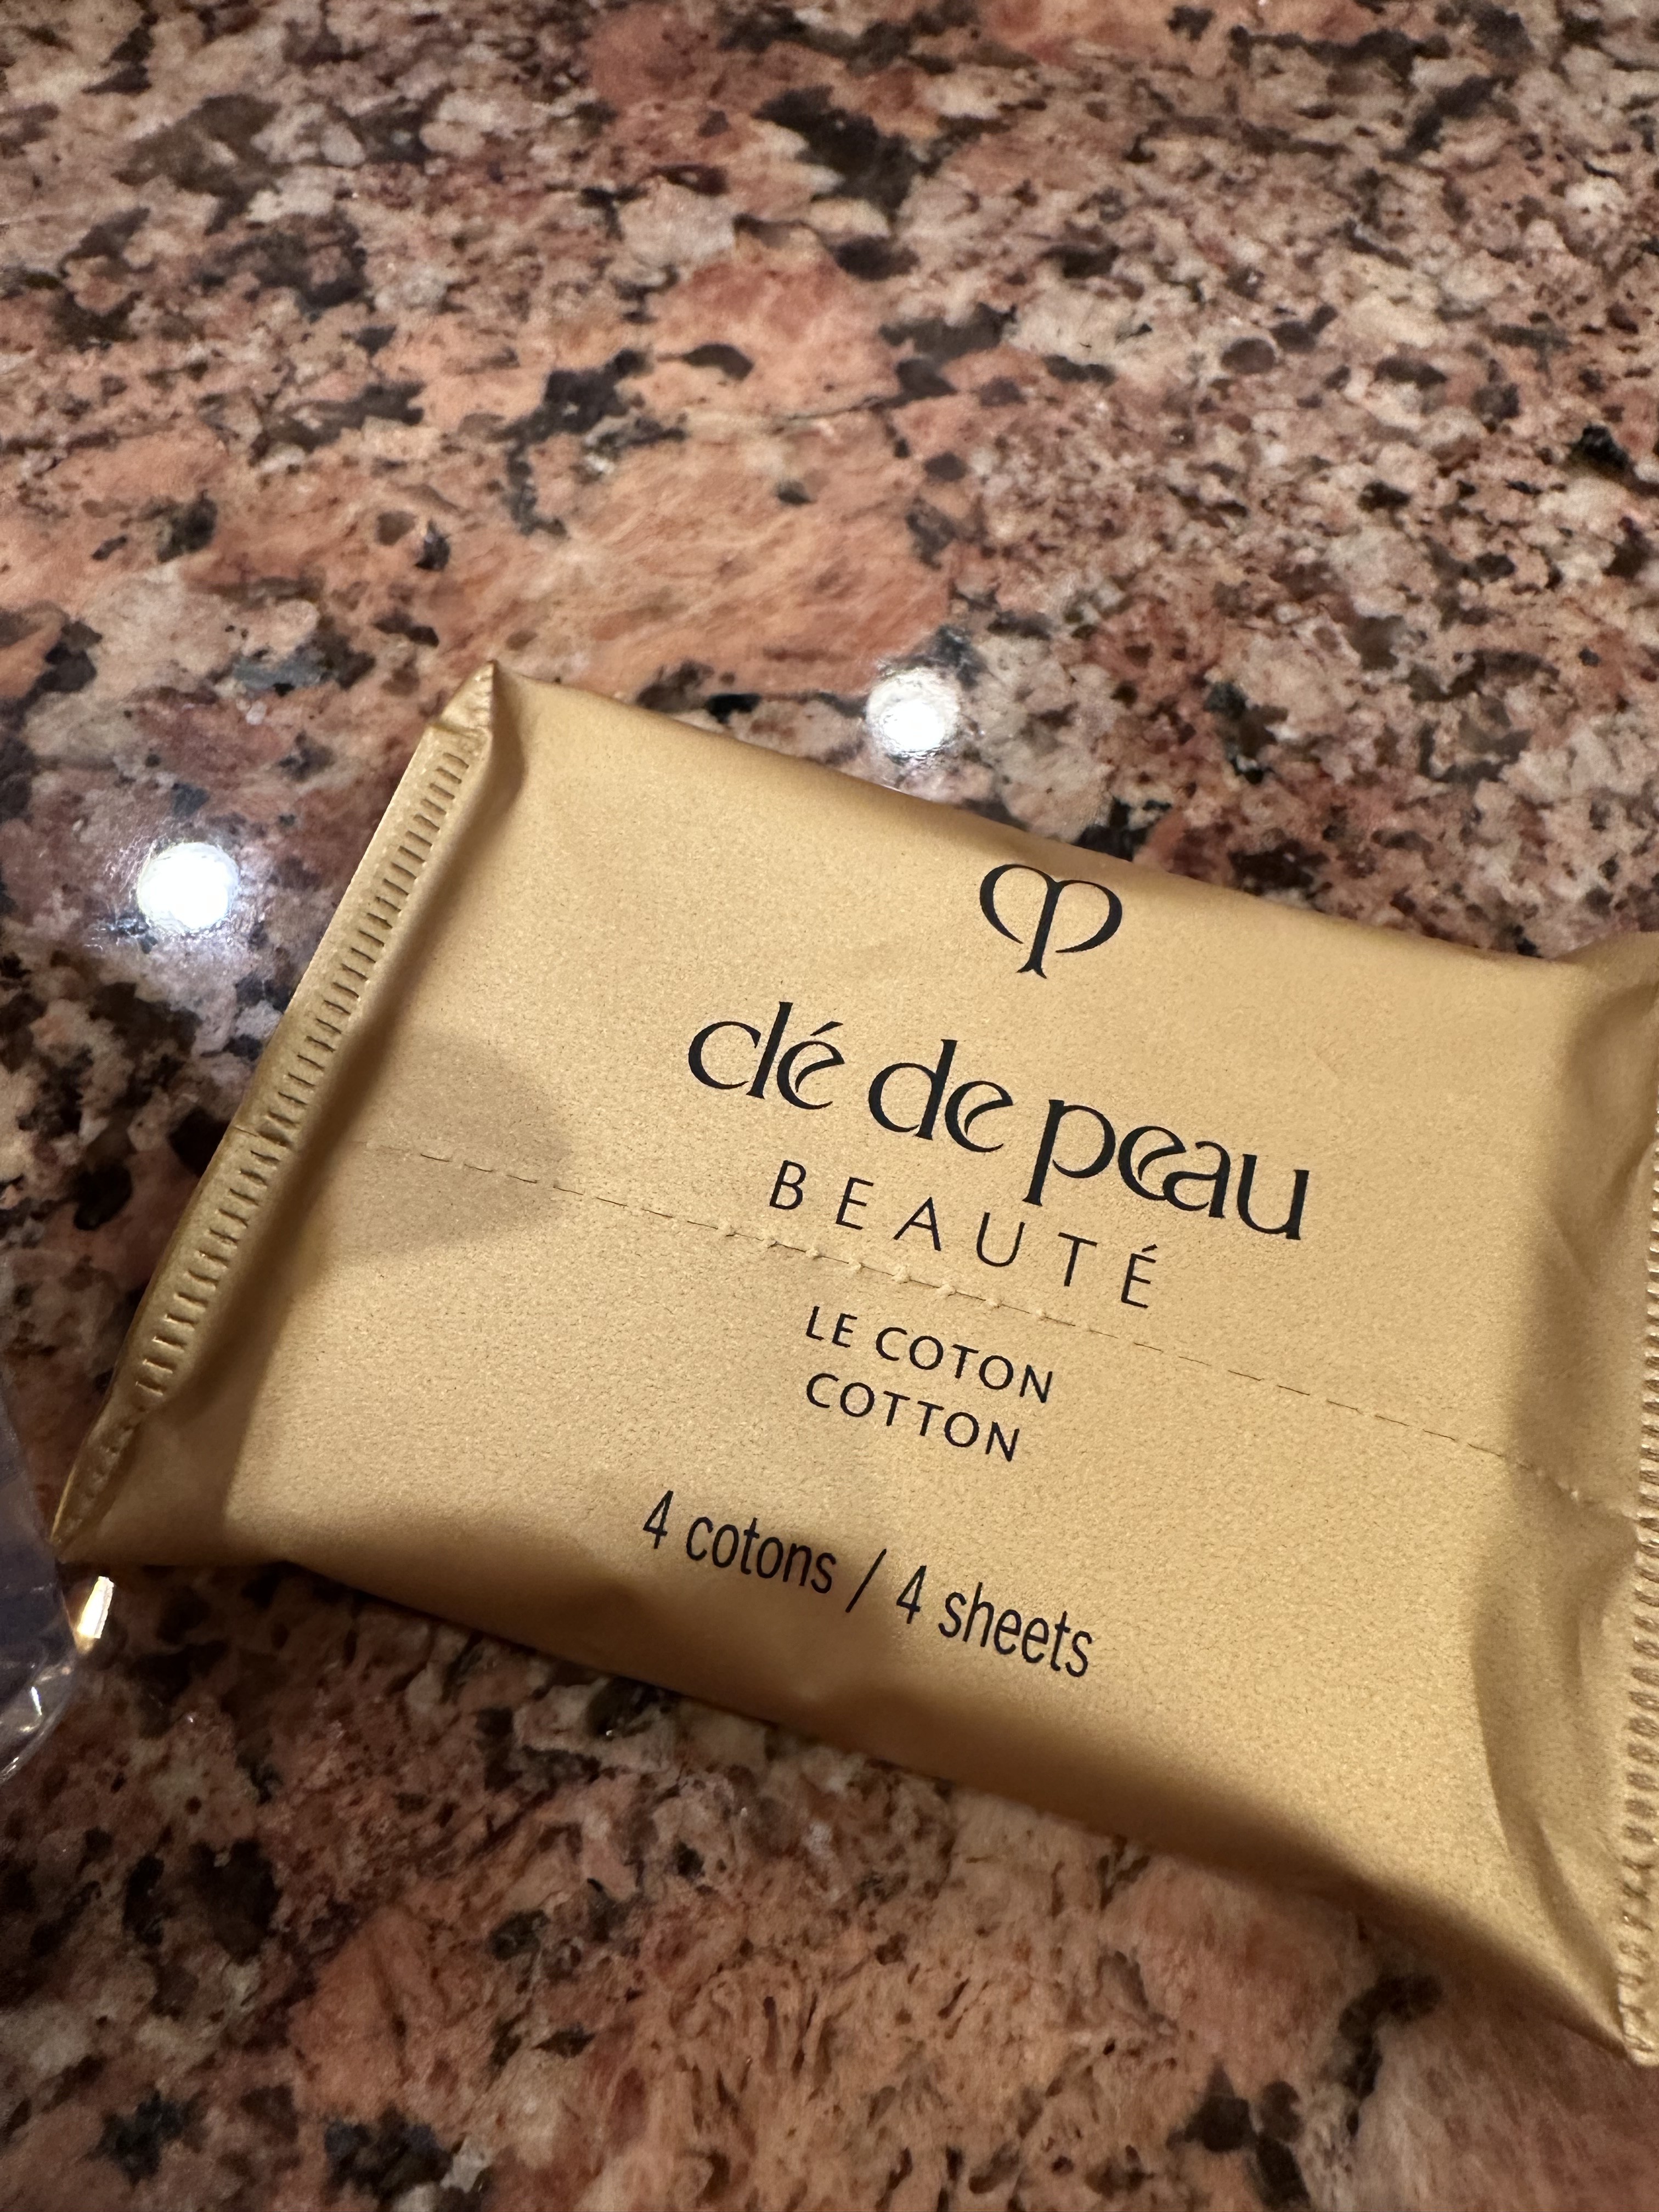 clé de peau
BEAUTÉ
LE COTON
COTTON
4 cotons / 4 sheets